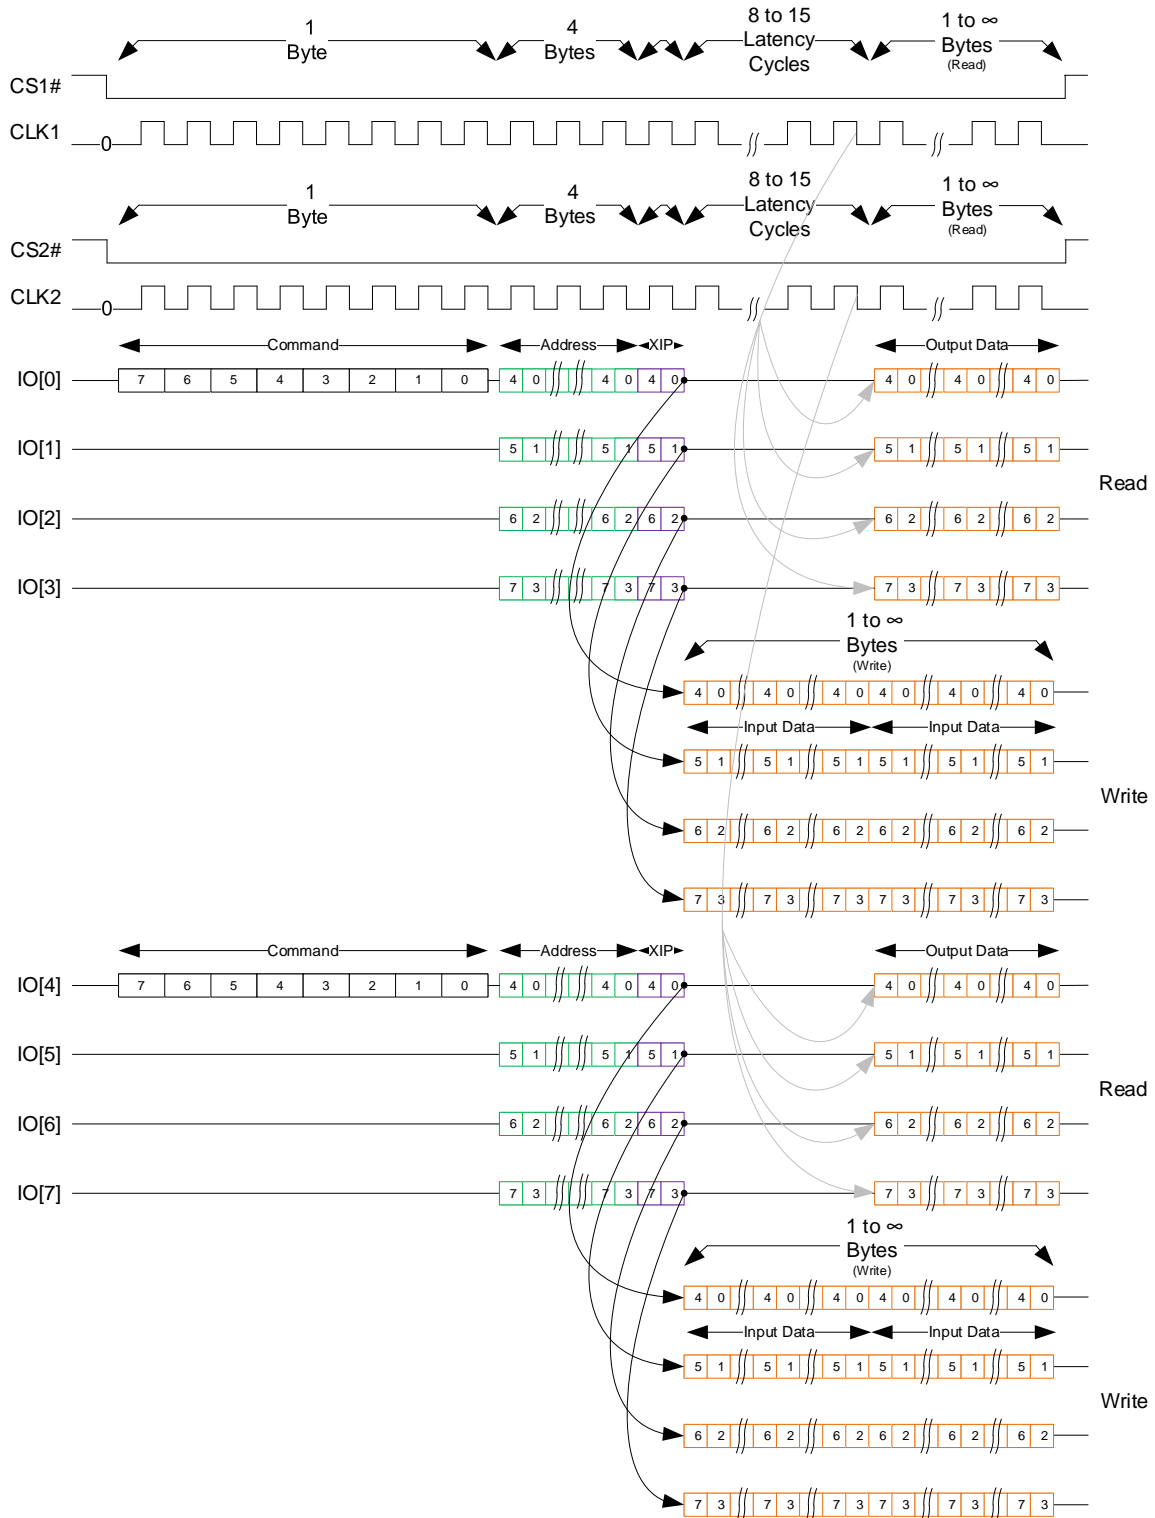 1 Byte 4 Bytes 8 to 15 Latency Cycles 1 to ∞ Bytes (Read)
CS1#
CLK1 0
1 Byte 4 Bytes 8 to 15 Latency Cycles 1 to ∞ Bytes (Read)
CS2#
CLK2 0
Command Address XIP Output Data
IO[0] 7 6 5 4 3 2 1 0 4 0 4 0 4 0 4 0 4 0 4 0
IO[1] 5 1 5 1 5 1 5 1 5 1 5 1
Read
IO[2] 6 2 6 2 6 2 6 2 6 2 6 2
IO[3] 7 3 7 3 7 3 7 3 7 3 7 3
1 to ∞ Bytes (Write)
4 0 4 0 4 0 4 0 4 0 4 0
Input Data Input Data
5 1 5 1 5 1 5 1 5 1 5 1
Write
6 2 6 2 6 2 6 2 6 2 6 2
7 3 7 3 7 3 7 3 7 3 7 3
Command Address XIP Output Data
IO[4] 7 6 5 4 3 2 1 0 4 0 4 0 4 0 4 0 4 0 4 0
IO[5] 5 1 5 1 5 1 5 1 5 1 5 1
Read
IO[6] 6 2 6 2 6 2 6 2 6 2 6 2
IO[7] 7 3 7 3 7 3 7 3 7 3 7 3
1 to ∞ Bytes (Write)
4 0 4 0 4 0 4 0 4 0 4 0
Input Data Input Data
5 1 5 1 5 1 5 1 5 1 5 1
Write
6 2 6 2 6 2 6 2 6 2 6 2
7 3 7 3 7 3 7 3 7 3 7 3